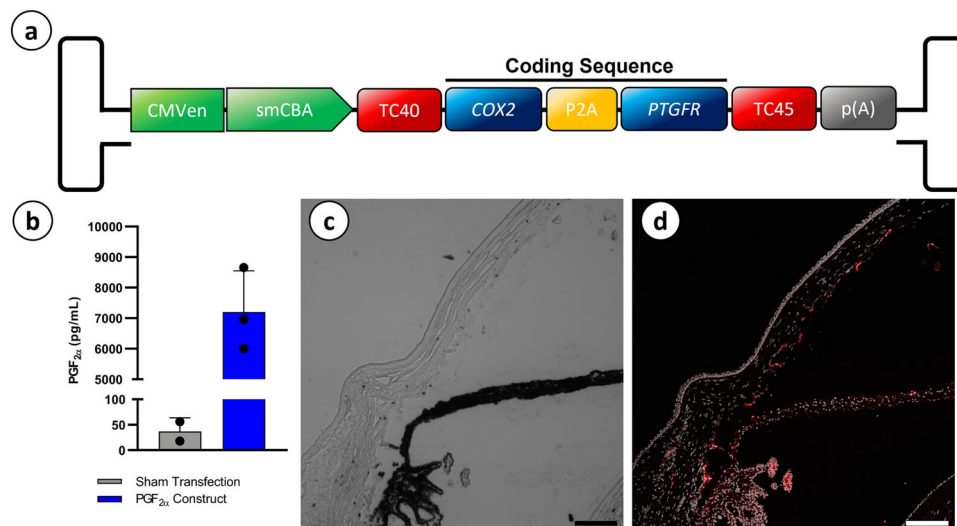 a
Coding Sequence
CMVen smCBA TC40 COX2 P2A PTGFR TC45 p(A)
b
PGF2α (pg/mL)
10000
9000
8000
7000
6000
5000
100
50
0
Sham Transfection
PGF2α Construct
c
d